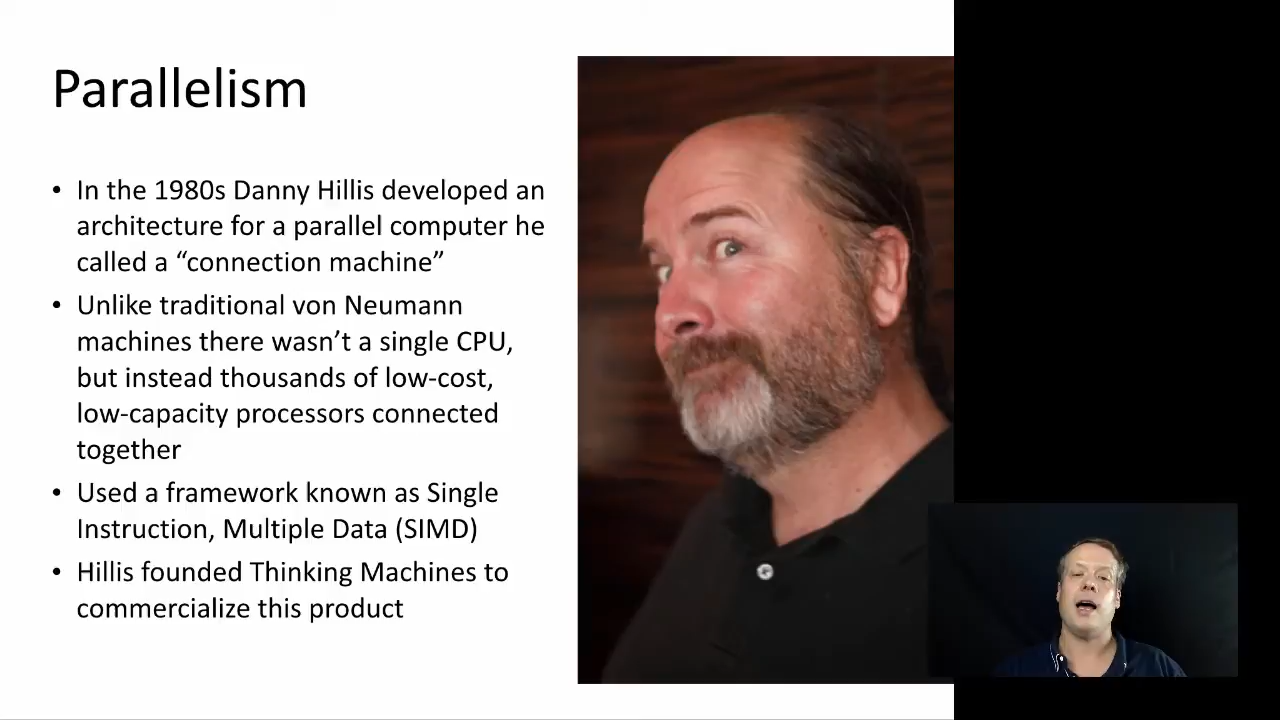 Parallelism
• In the 1980s Danny Hillis developed an
architecture for a parallel computer he
called a “connection machine”
• Unlike traditional von Neumann
machines there wasn’t a single CPU,
but instead thousands of low-cost,
low-capacity processors connected
together
• Used a framework known as Single
Instruction, Multiple Data (SIMD)
• Hillis founded Thinking Machines to
commercialize this product